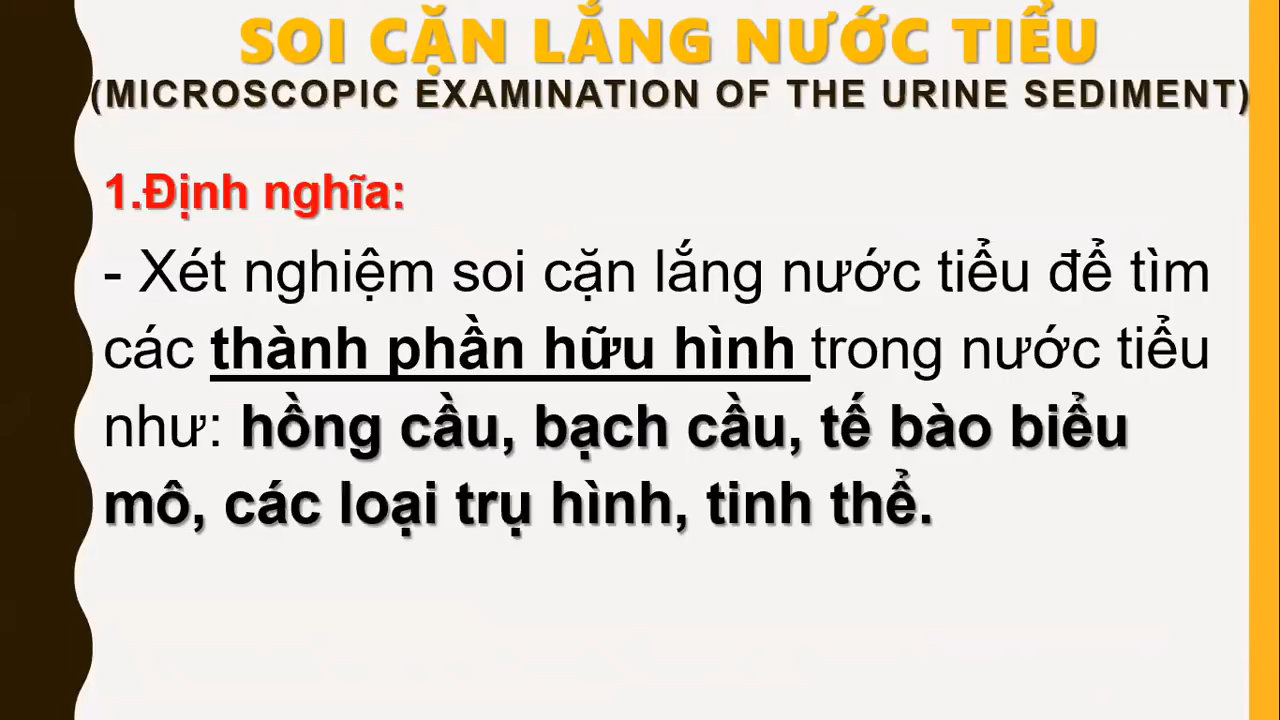 SOI CẶN LẮNG NƯỚC TIỂU
(MICROSCOPIC EXAMINATION OF THE URINE SEDIMENT)
1.Định nghĩa:
- Xét nghiệm soi cặn lắng nước tiểu để tìm
các thành phần hữu hình trong nước tiểu
như: hồng cầu, bạch cầu, tế bào biểu
mô, các loại trụ hình, tinh thể.